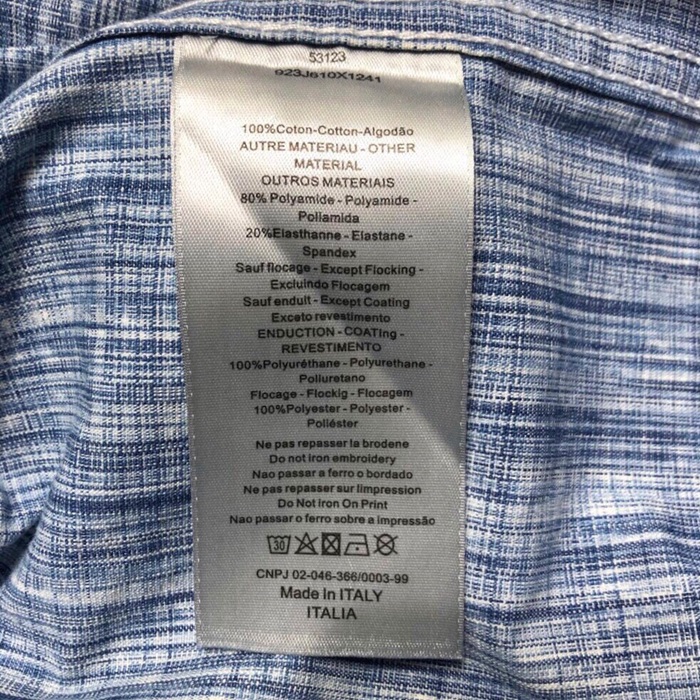 53123
923J610X1241
100%Coton-Cotton-Algodão
AUTRE MATERIAU - OTHER
MATERIAL
OUTROS MATERIAIS
80% Polyamide - Polyamide -
Poliamida
20%Elasthanne - Elastane -
Spandex
Sauf flocage - Except Flocking -
Excluindo Flocagem
Sauf enduit - Except Coating
Exceto revestimento
ENDUCTION - COATIng -
REVESTIMENTO
100%Polyuréthane - Polyurethane -
Poliuretano
Flocage - Flockig - Flocagem
100%Polyester - Polyester -
Poliéster
Ne pas repasser la brodene
Do not iron embroidery
Nao passar a ferro o bordado
Ne pas repasser sur limpression
Do Not Iron On Print
Nao passar o ferro sobre a impressão
30
CNPJ 02-046-366/0003-99
Made In ITALY
ITALIA